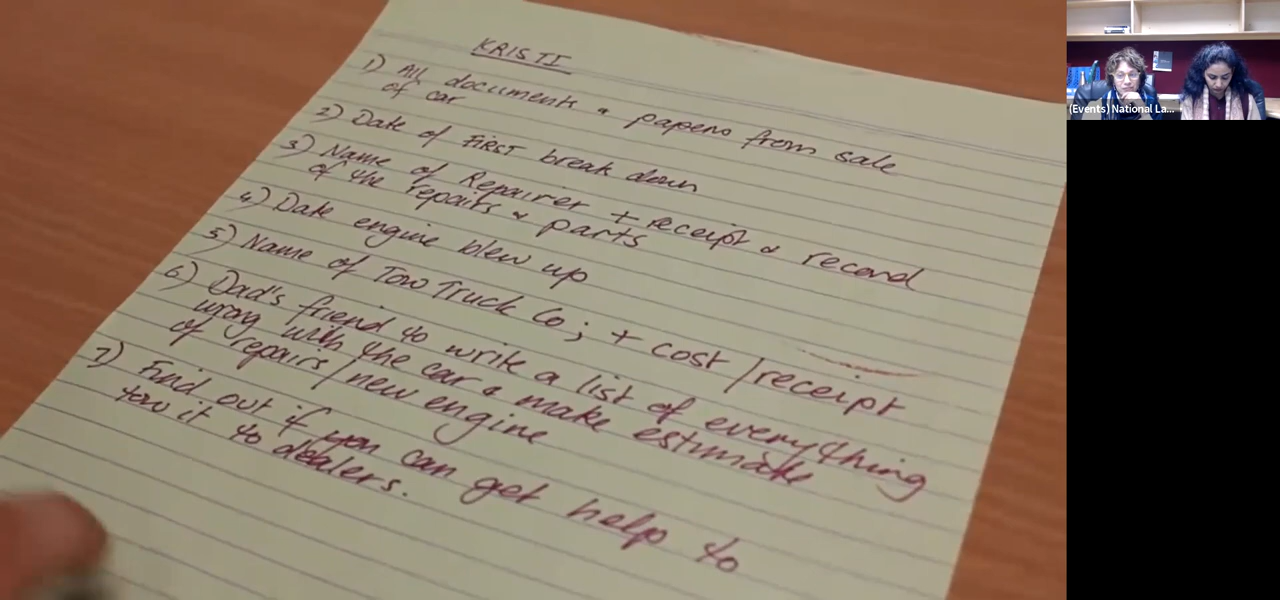 KRISTI
1) All documents & papers from sale
of car
2) Date of FIRST break down
3) Name of Repairer + receipt & record
of the repairs & parts
4) Date engine blew up
5) Name of Tow Truck Co; + cost / receipt
6) Dad's friend to write a list of everything
wrong with the car & make estimate
of repairs / new engine
7) Find out if you can get help to
tow it to dealers.
(Events) National La...